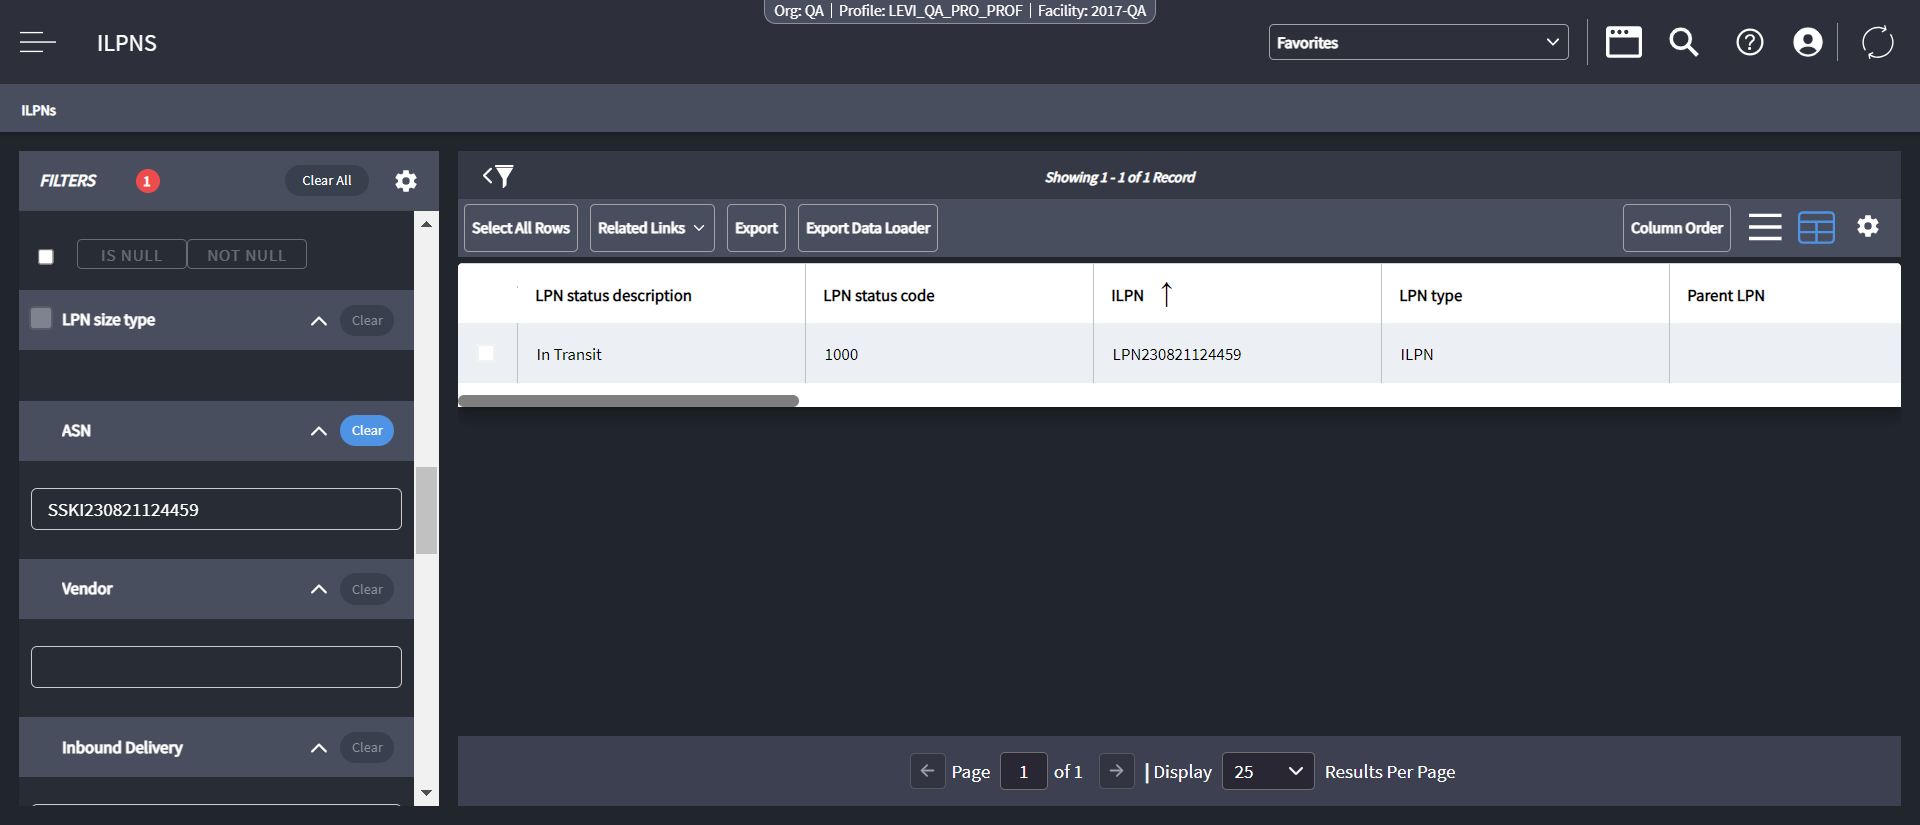 Org: QA | Profile: LEVI_QA_PRO_PROF | Facility: 2017-QA
ILPNS
Favorites
ILPNs
FILTERS 1 Clear All
IS NULL NOT NULL
LPN size type Clear
ASN Clear
SSKI230821124459
Vendor Clear
Inbound Delivery Clear
Showing 1 - 1 of 1 Record
Select All Rows Related Links Export Export Data Loader Column Order
LPN status description LPN status code ILPN ↑ LPN type Parent LPN
In Transit 1000 LPN230821124459 ILPN
Page 1 of 1 | Display 25 Results Per Page